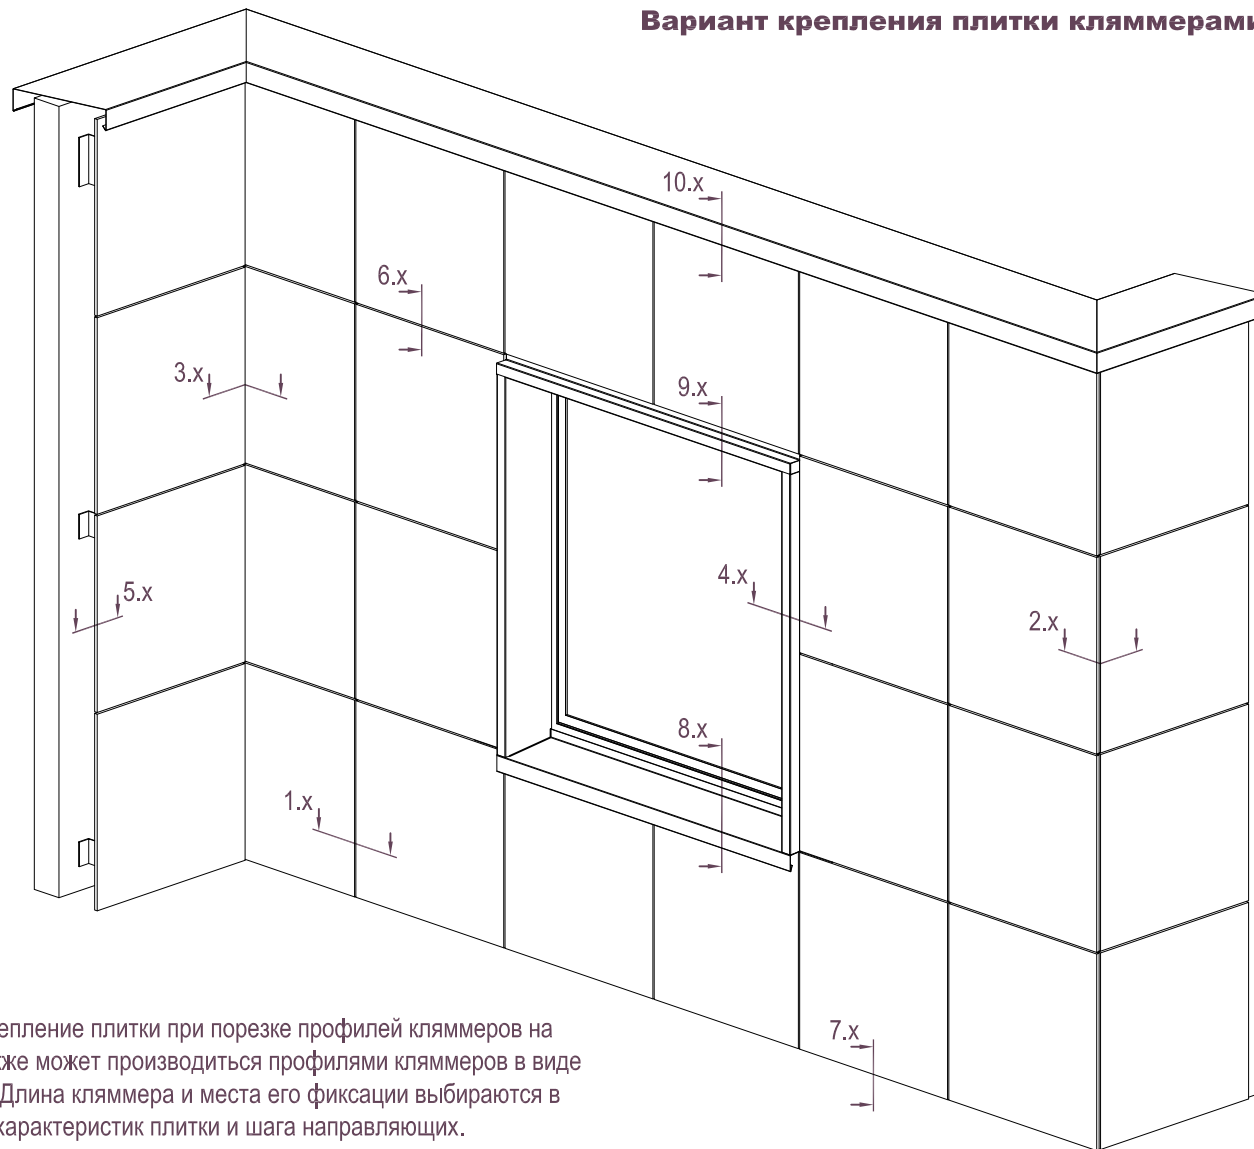 Вариант крепления плитки кляммерами
10.x
6.x
3.x
9.x
5.x
4.x
2.x
8.x
1.x
7.x
епление плитки при порезке профилей кляммеров на
кже может производиться профилями кляммеров в виде
Длина кляммера и места его фиксации выбираются в
характеристик плитки и шага направляющих.